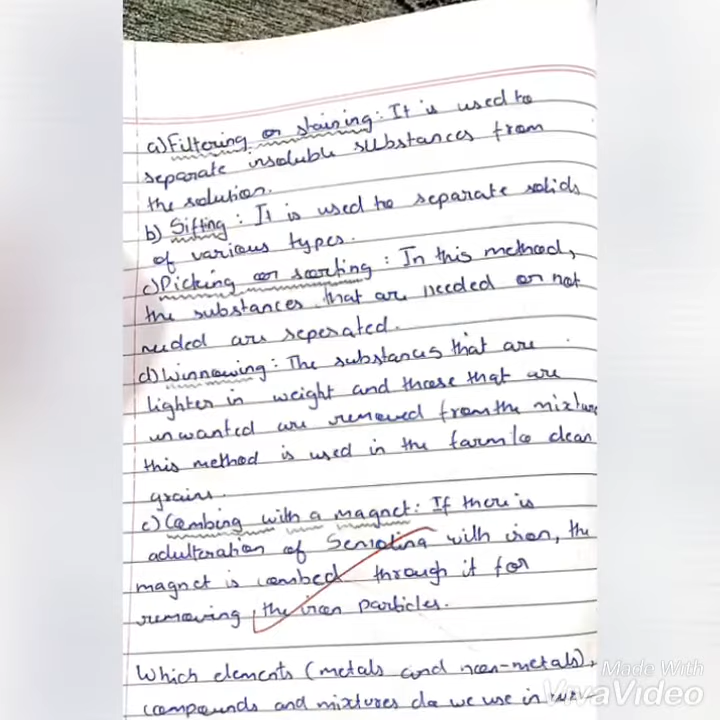 a) Filtering or staining: It is used to
separate insoluble substances from
the solution.
b) Sifting: It is used to separate solids
of various types.
c) Picking or soorting: In this method,
the substances that are needed or not
needed are seperated.
d) Winnowing: The substances that are
lighter in weight and those that are
unwanted are removed from the mixture
this method is used in the farm to clean
grains.
e) Combing with a magnet: If there is
adulteration of Semolina with iron, the
magnet is combed through it for
removing the iron particles.
Which elements (metals and non-metals),
compounds and mixtures do we use in
Made With
VivaVideo